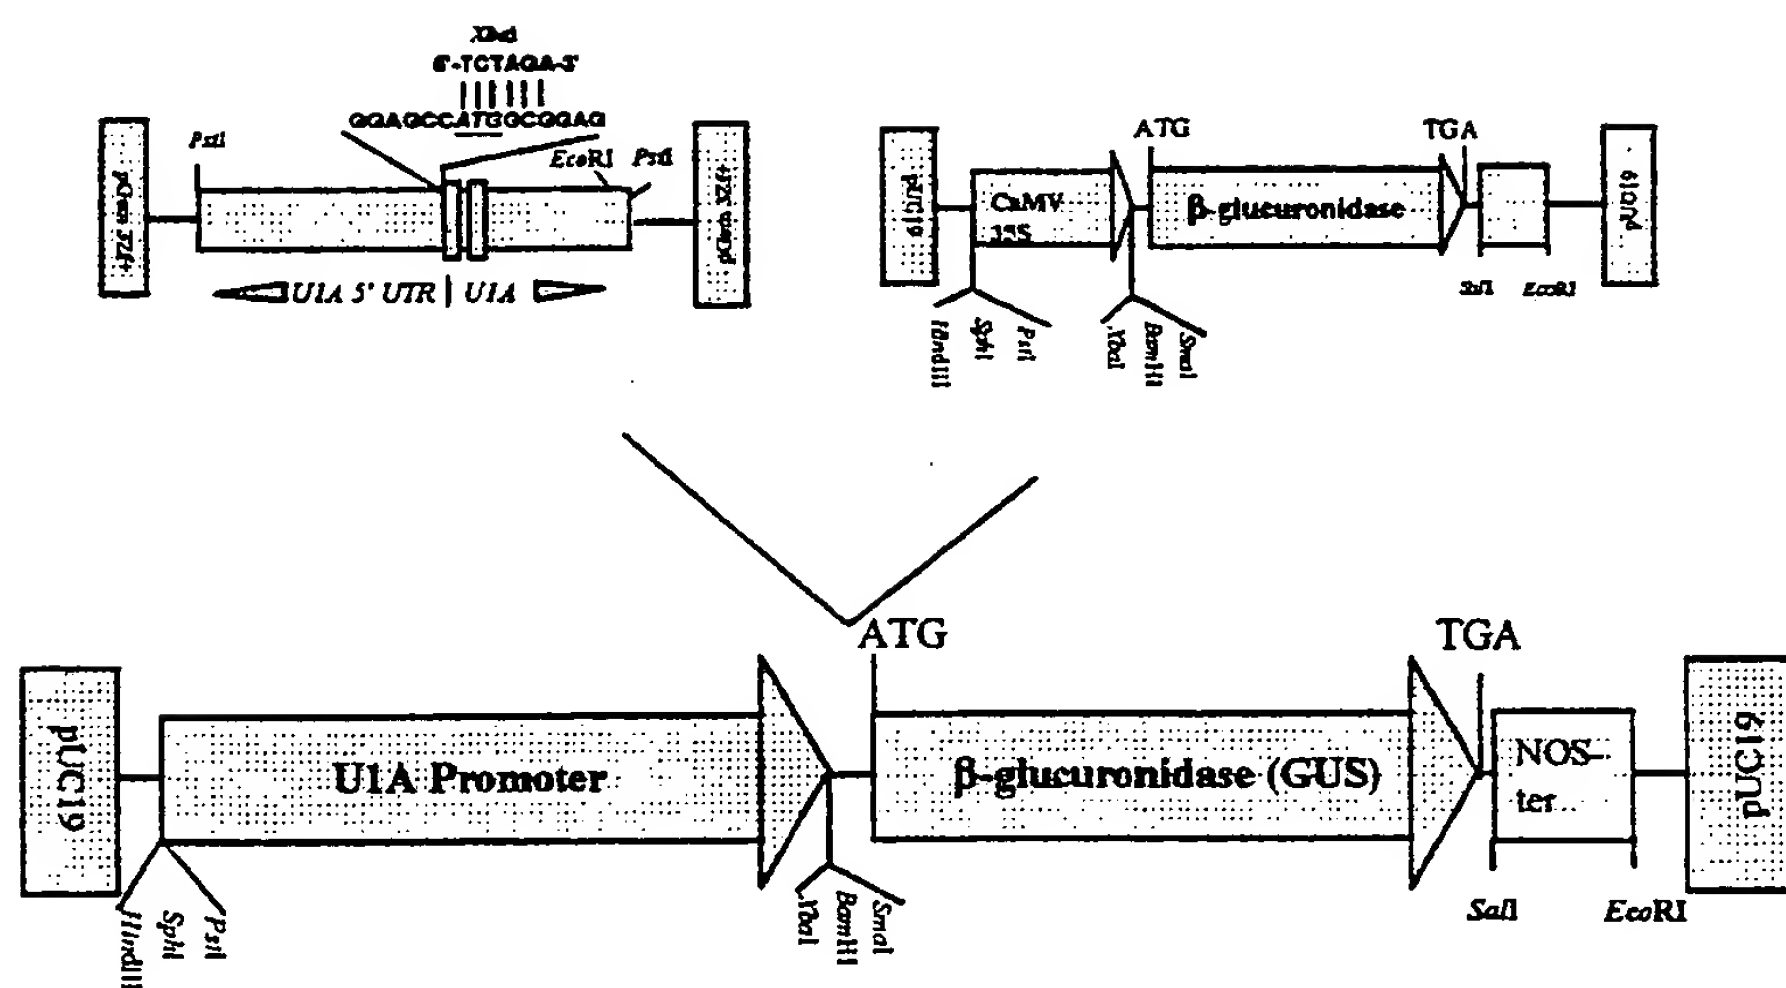 XbaI
5'-TCTAGA-3'
GGAGCCATGGCGGAG
PstI
EcoRI PstI
pGem 3Zf+
pGem 3Zf+
U1A 5' UTR | U1A
ATG
TGA
pUC19
CaMV
35S
β-glucuronidase
pUC19
SalI
EcoRI
HindIII
SphI
PstI
XbaI
BamHI
SmaI
ATG
TGA
pUC19
U1A Promoter
β-glucuronidase (GUS)
NOS-
ter
pUC19
HindIII
SphI
PstI
XbaI
BamHI
SmaI
SalI
EcoRI